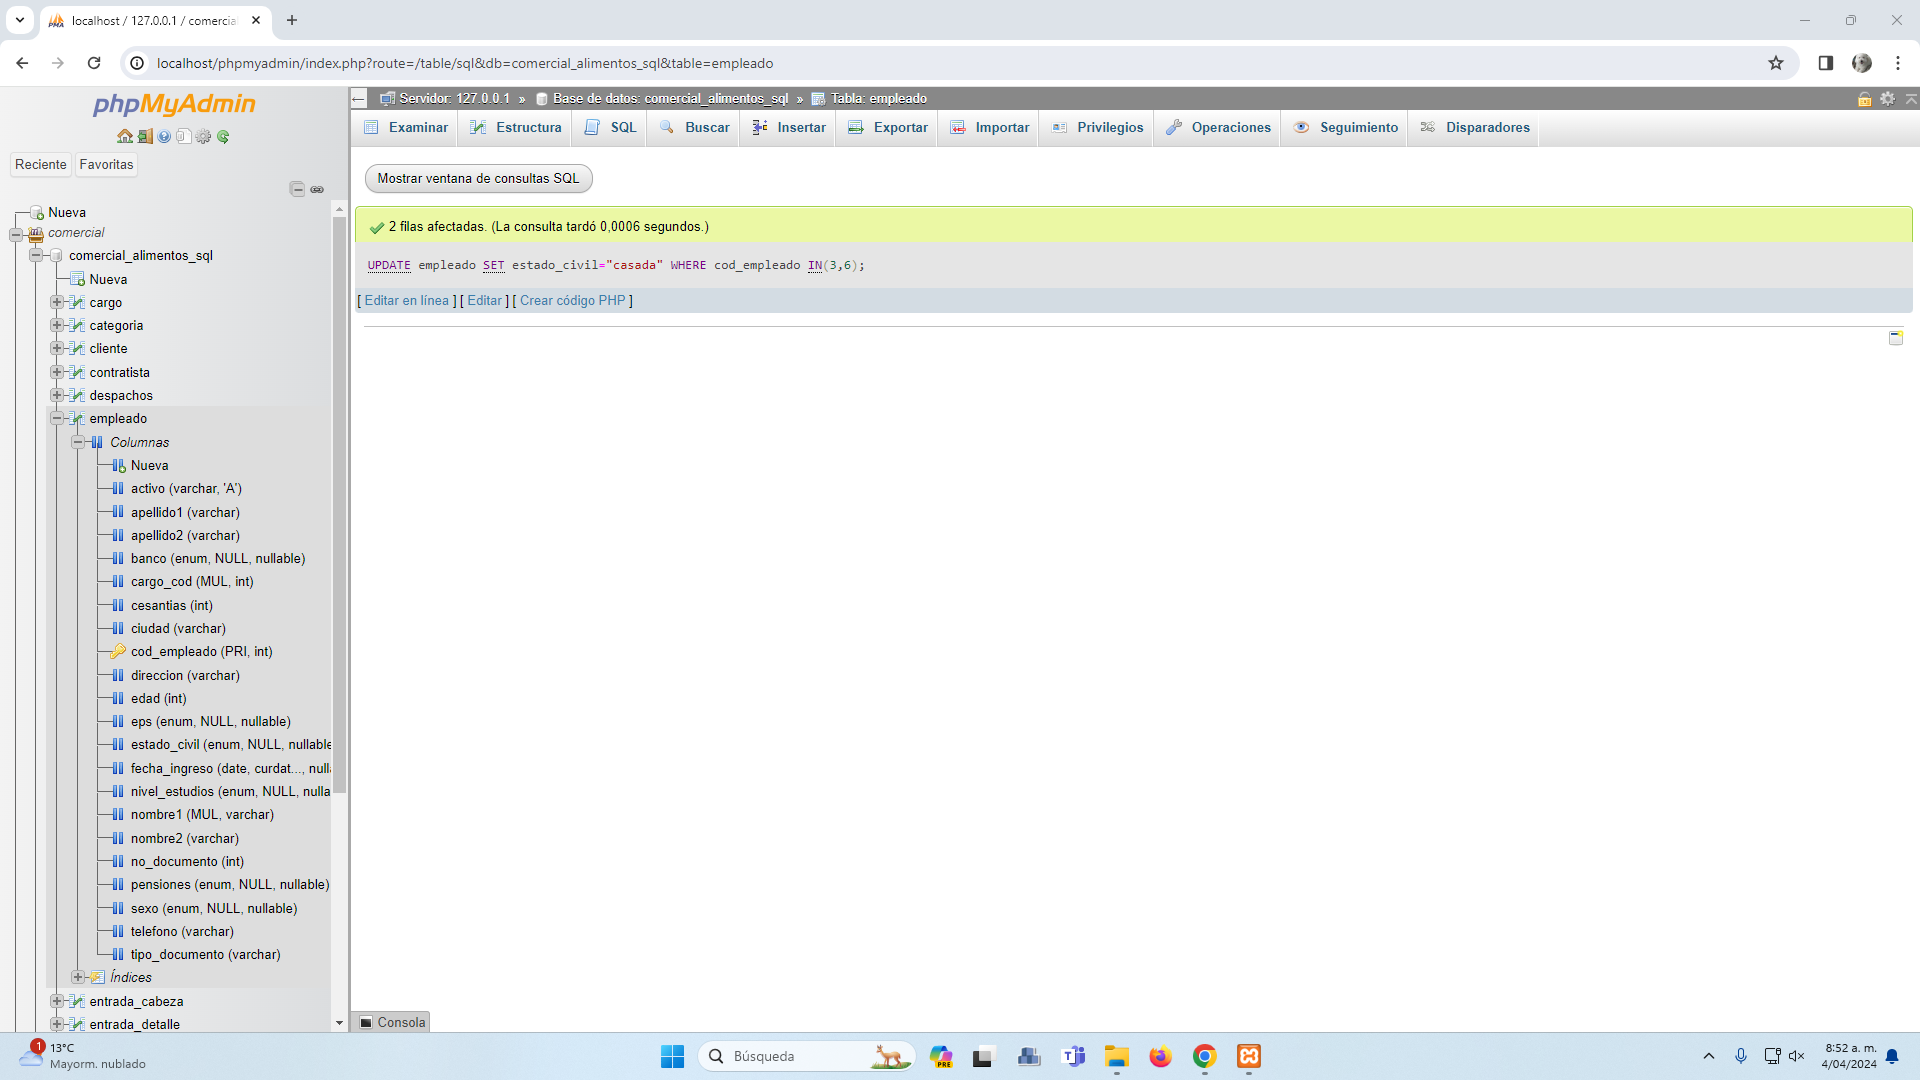 localhost / 127.0.0.1 / comercia
localhost/phpmyadmin/index.php?route=/table/sql&db=comercial_alimentos_sql&table=empleado
phpMyAdmin
Reciente
Favoritas
Nueva
comercial
comercial_alimentos_sql
Nueva
cargo
categoria
cliente
contratista
despachos
empleado
Columnas
Nueva
activo (varchar, 'A')
apellido1 (varchar)
apellido2 (varchar)
banco (enum, NULL, nullable)
cargo_cod (MUL, int)
cesantias (int)
ciudad (varchar)
cod_empleado (PRI, int)
direccion (varchar)
edad (int)
eps (enum, NULL, nullable)
estado_civil (enum, NULL, nullable
fecha_ingreso (date, curdat..., nulla
nivel_estudios (enum, NULL, nulla
nombre1 (MUL, varchar)
nombre2 (varchar)
no_documento (int)
pensiones (enum, NULL, nullable)
sexo (enum, NULL, nullable)
telefono (varchar)
tipo_documento (varchar)
Índices
entrada_cabeza
entrada_detalle
Servidor: 127.0.0.1 » Base de datos: comercial_alimentos_sql » Tabla: empleado
Examinar Estructura SQL Buscar Insertar Exportar Importar Privilegios Operaciones Seguimiento Disparadores
Mostrar ventana de consultas SQL
2 filas afectadas. (La consulta tardó 0,0006 segundos.)
UPDATE empleado SET estado_civil="casada" WHERE cod_empleado IN(3,6);
[ Editar en línea ] [ Editar ] [ Crear código PHP ]
Consola
1
13°C
Mayorm. nublado
Búsqueda
PRE
8:52 a. m.
4/04/2024